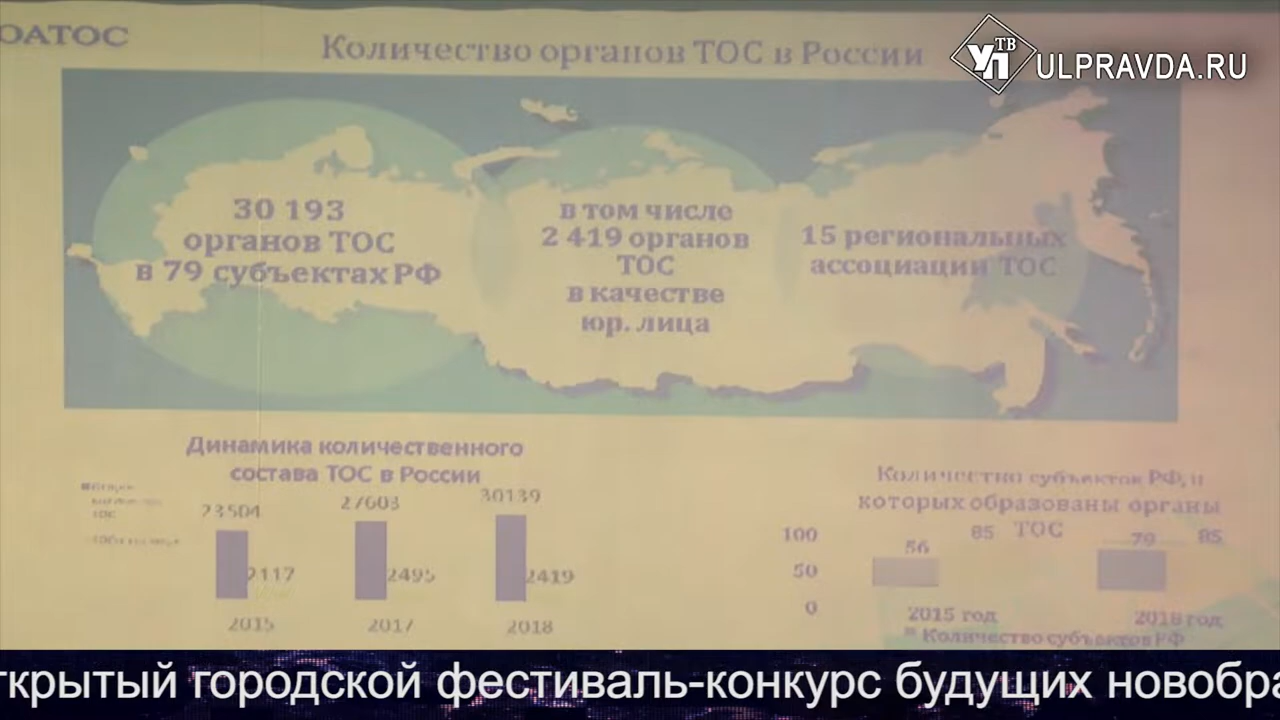 ОАТОС
Количество органов ТОС в России
УП ТВ
ULPRAVDA.RU
30 193
органов ТОС
в 79 субъектах РФ
в том числе
2 419 органов
ТОС
в качестве
юр. лица
15 региональных
ассоциации ТОС
Динамика количественного
состава ТОС в России
ТОС
23504
27603
30139
2117
2495
2419
2015
2017
2018
Количество субъектов РФ, в
которых образованы органы
ТОС
100
50
0
56
85
79
85
2015 год
2018 год
Количество субъектов РФ
ткрытый городской фестиваль-конкурс будущих новобра